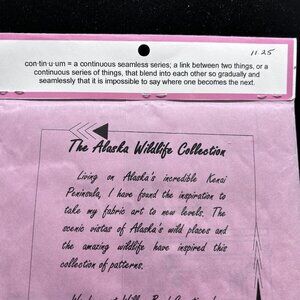 11.25
con·tin·u·um = a continuous seamless series; a link between two things, or a
continuous series of things, that blend into each other so gradually and
seamlessly that it is impossible to say where one becomes the next.
The Alaska Wildlife Collection
Living on Alaska's incredible Kenai
Peninsula, I have found the inspiration to
take my fabric art to new levels. The
scenic vistas of Alaska's wild places and
the amazing wildlife have inspired this
collection of patterns.